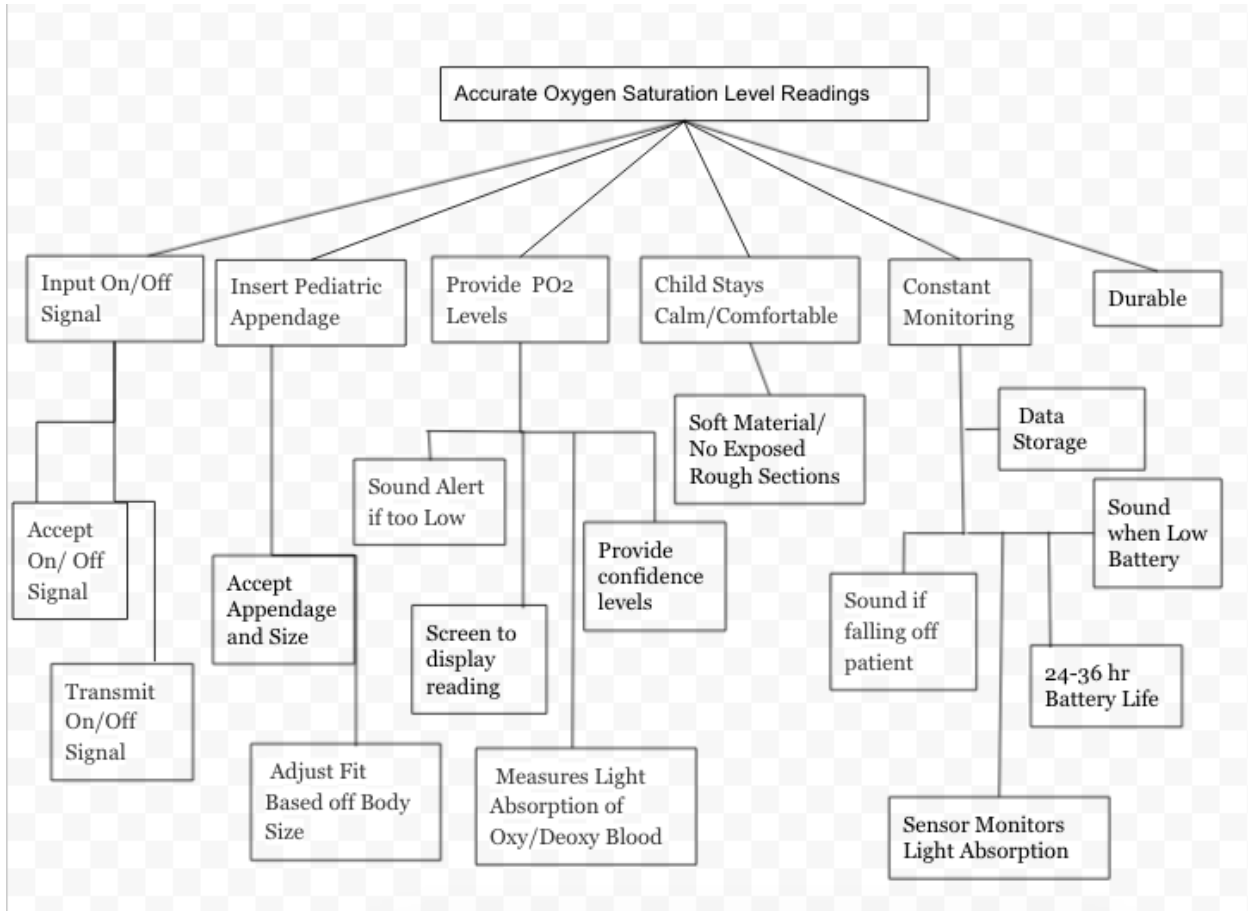 Accurate Oxygen Saturation Level Readings
Input On/Off
Signal
Insert Pediatric
Appendage
Provide PO2
Levels
Child Stays
Calm/Comfortable
Constant
Monitoring
Durable
Accept
On/ Off
Signal
Transmit
On/Off
Signal
Accept
Appendage
and Size
Adjust Fit
Based off Body
Size
Sound Alert
if too Low
Screen to
display
reading
Measures Light
Absorption of
Oxy/Deoxy Blood
Provide
confidence
levels
Soft Material/
No Exposed
Rough Sections
Data
Storage
Sound if
falling off
patient
Sensor Monitors
Light Absorption
24-36 hr
Battery Life
Sound
when Low
Battery